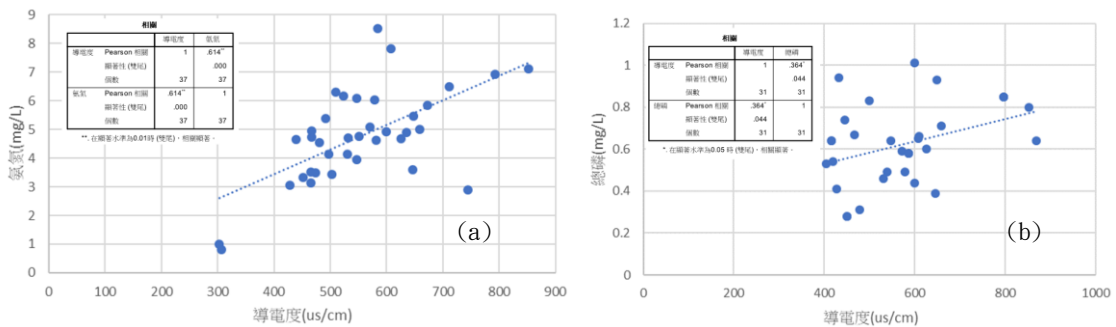 相關
導電度 氨氮
導電度 Pearson 相關 1 .614**
顯著性 (雙尾) .000
個數 37 37
氨氮 Pearson 相關 .614** 1
顯著性 (雙尾) .000
個數 37 37
**. 在顯著水準為0.01時 (雙尾)，相關顯著。
9
8
7
6
5
4
3
2
1
0
氨氮(mg/L)
(a)
0 100 200 300 400 500 600 700 800 900
導電度(us/cm)
相關
導電度 總磷
導電度 Pearson 相關 1 .364*
顯著性 (雙尾) .044
個數 31 31
總磷 Pearson 相關 .364* 1
顯著性 (雙尾) .044
個數 31 31
*. 在顯著水準為0.05 時 (雙尾)，相關顯著。
1.2
1
0.8
0.6
0.4
0.2
0
總磷(mg/L)
(b)
0 200 400 600 800 1000
導電度(us/cm)